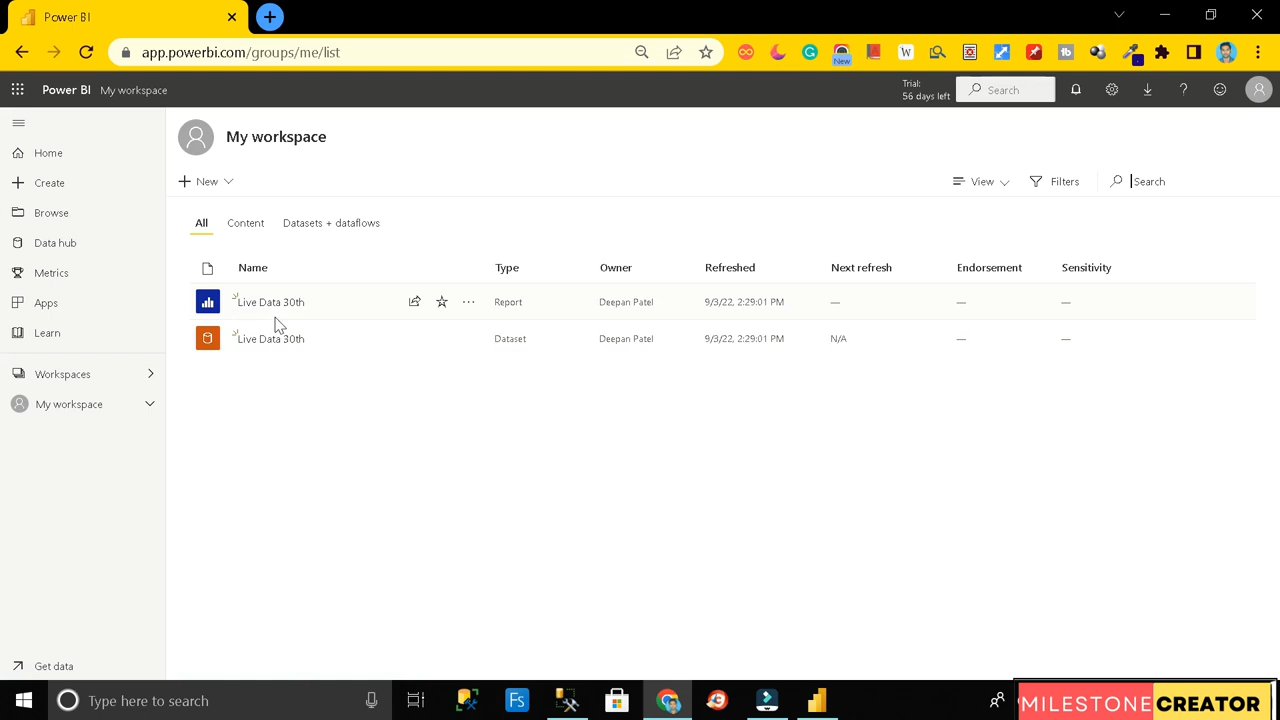 Power BI
app.powerbi.com/groups/me/list
New
Power BI My workspace
Trial:
56 days left
Search
My workspace
Home
Create
Browse
Data hub
Metrics
Apps
Learn
Workspaces
My workspace
Get data
New
View
Filters
Search
All Content Datasets + dataflows
Name Type Owner Refreshed Next refresh Endorsement Sensitivity
Live Data 30th Report Deepan Patel 9/3/22, 2:29:01 PM — — —
Live Data 30th Dataset Deepan Patel 9/3/22, 2:29:01 PM N/A — —
Type here to search
Fs
MILESTONECREATOR